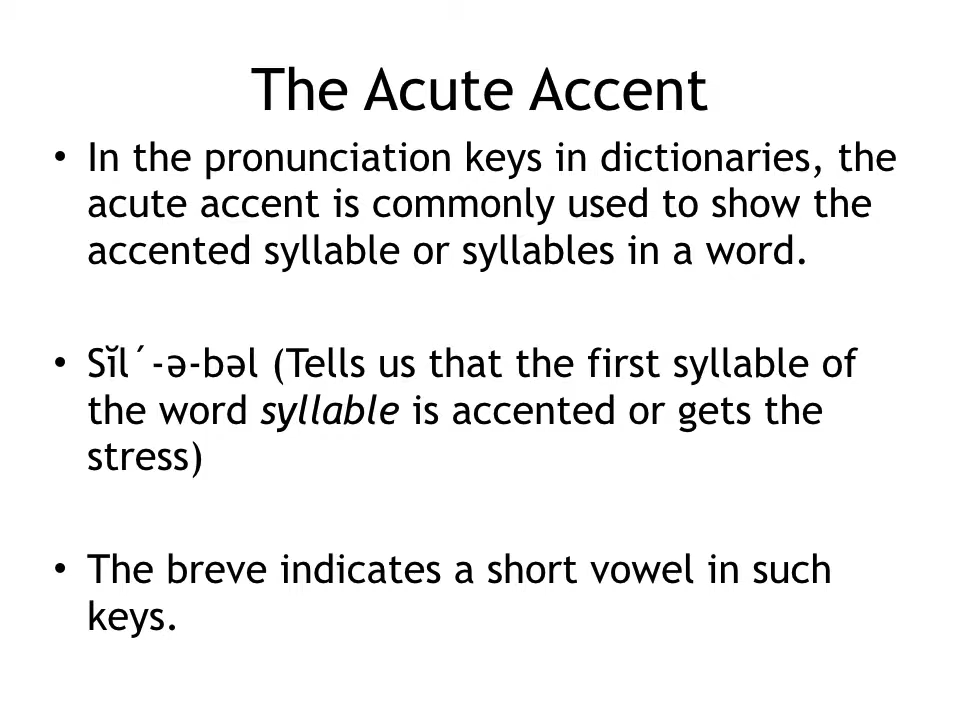 The Acute Accent
• In the pronunciation keys in dictionaries, the
acute accent is commonly used to show the
accented syllable or syllables in a word.
• Sĭl´-ə-bəl (Tells us that the first syllable of
the word syllable is accented or gets the
stress)
• The breve indicates a short vowel in such
keys.